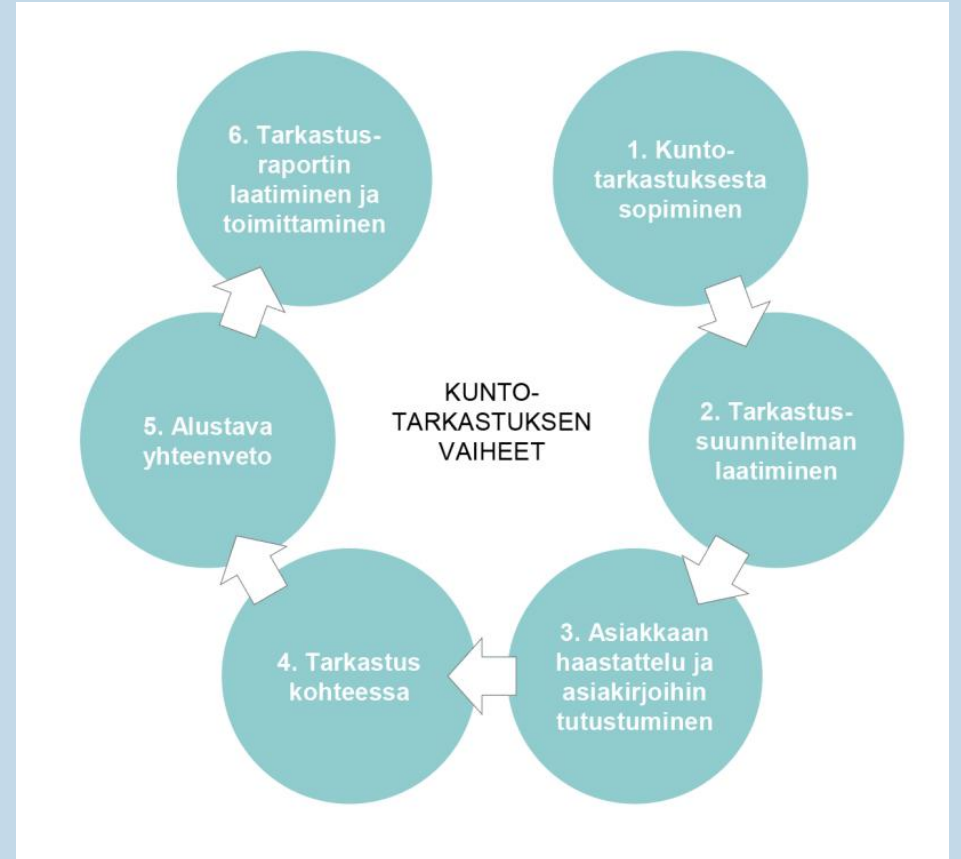 KUNTO-
TARKASTUKSEN
VAIHEET
1. Kunto-
tarkastuksesta
sopiminen
2. Tarkastus-
suunnitelman
laatiminen
3. Asiakkaan
haastattelu ja
asiakirjoihin
tutustuminen
4. Tarkastus
kohteessa
5. Alustava
yhteenveto
6. Tarkastus-
raportin
laatiminen ja
toimittaminen